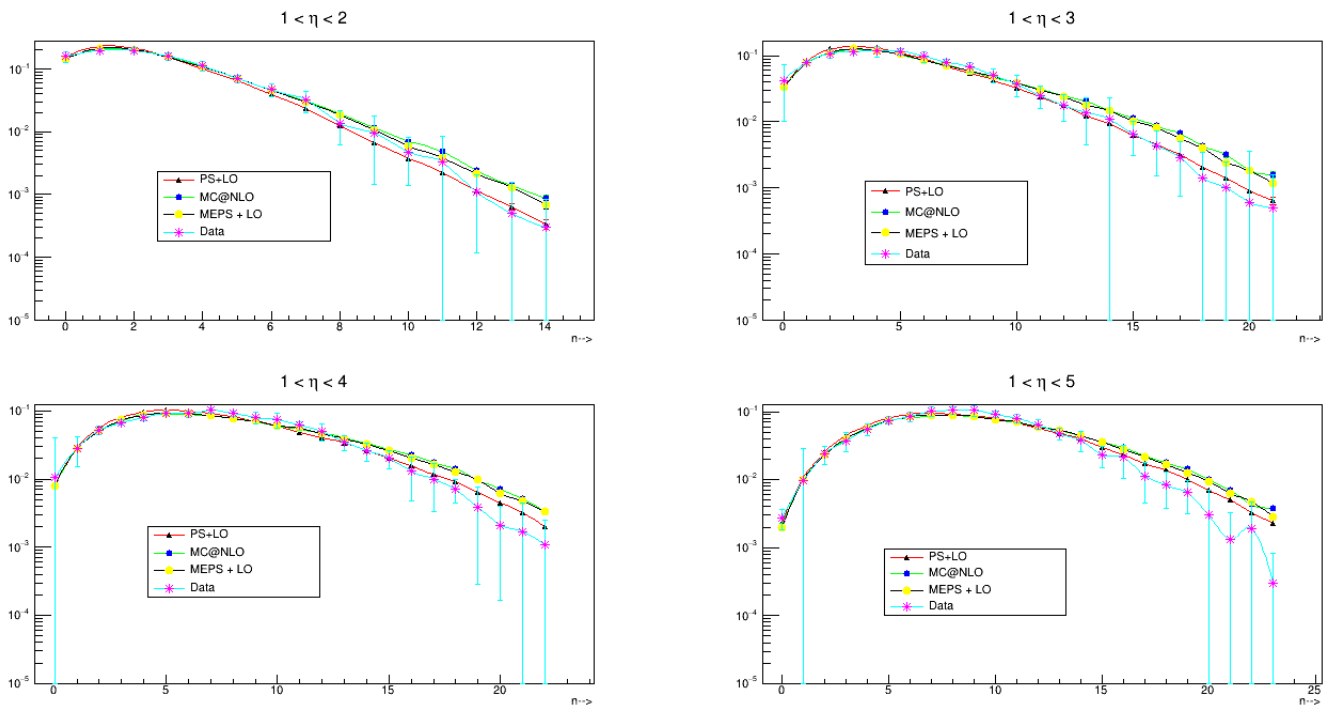 1 < η < 2
10⁻¹
10⁻²
10⁻³
10⁻⁴
10⁻⁵
PS+LO
MC@NLO
MEPS + LO
Data
0 2 4 6 8 10 12 14
n-->
1 < η < 3
10⁻¹
10⁻²
10⁻³
10⁻⁴
10⁻⁵
PS+LO
MC@NLO
MEPS + LO
Data
0 5 10 15 20
n-->
1 < η < 4
10⁻¹
10⁻²
10⁻³
10⁻⁴
10⁻⁵
PS+LO
MC@NLO
MEPS + LO
Data
0 5 10 15 20
n-->
1 < η < 5
10⁻¹
10⁻²
10⁻³
10⁻⁴
10⁻⁵
PS+LO
MC@NLO
MEPS + LO
Data
0 5 10 15 20 25
n-->